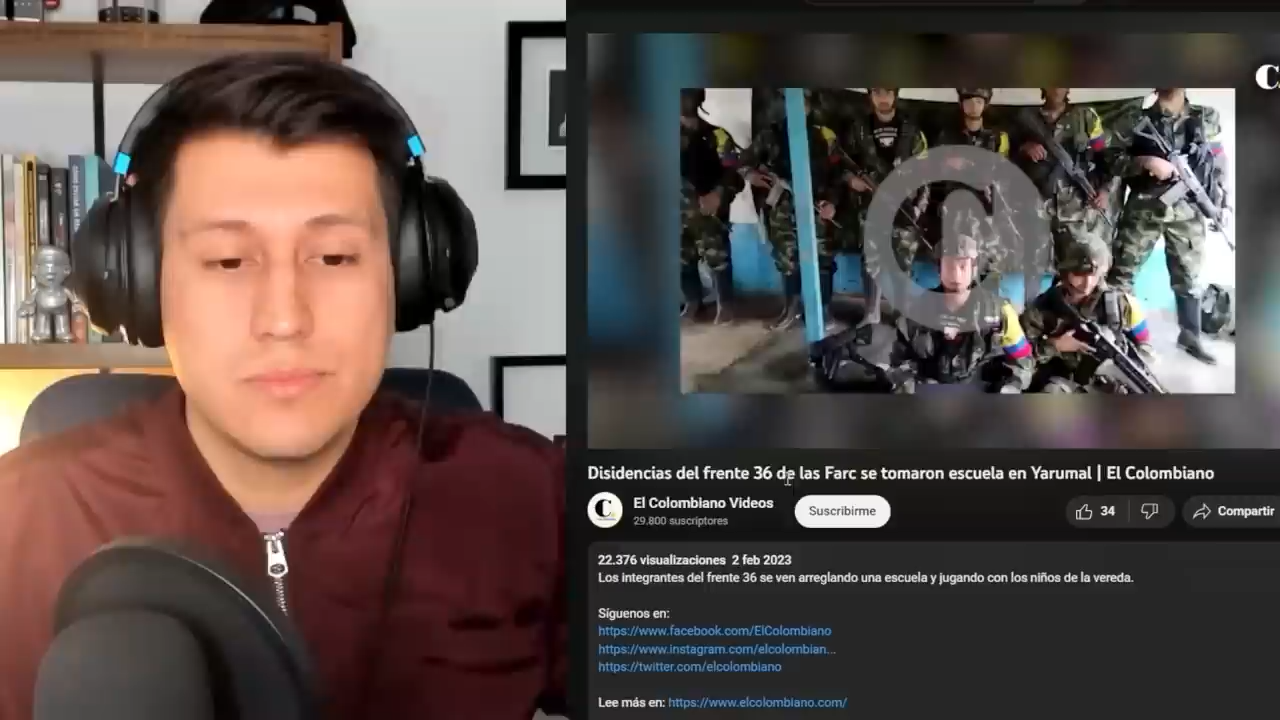 C
Disidencias del frente 36 de las Farc se tomaron escuela en Yarumal | El Colombiano
El Colombiano Videos
29.800 suscriptores
Suscribirme
34
Compartir
22.376 visualizaciones 2 feb 2023
Los integrantes del frente 36 se ven arreglando una escuela y jugando con los niños de la vereda.
Síguenos en:
https://www.facebook.com/ElColombiano
https://www.instagram.com/elcolombian...
https://twitter.com/elcolombiano
Lee más en: https://www.elcolombiano.com/